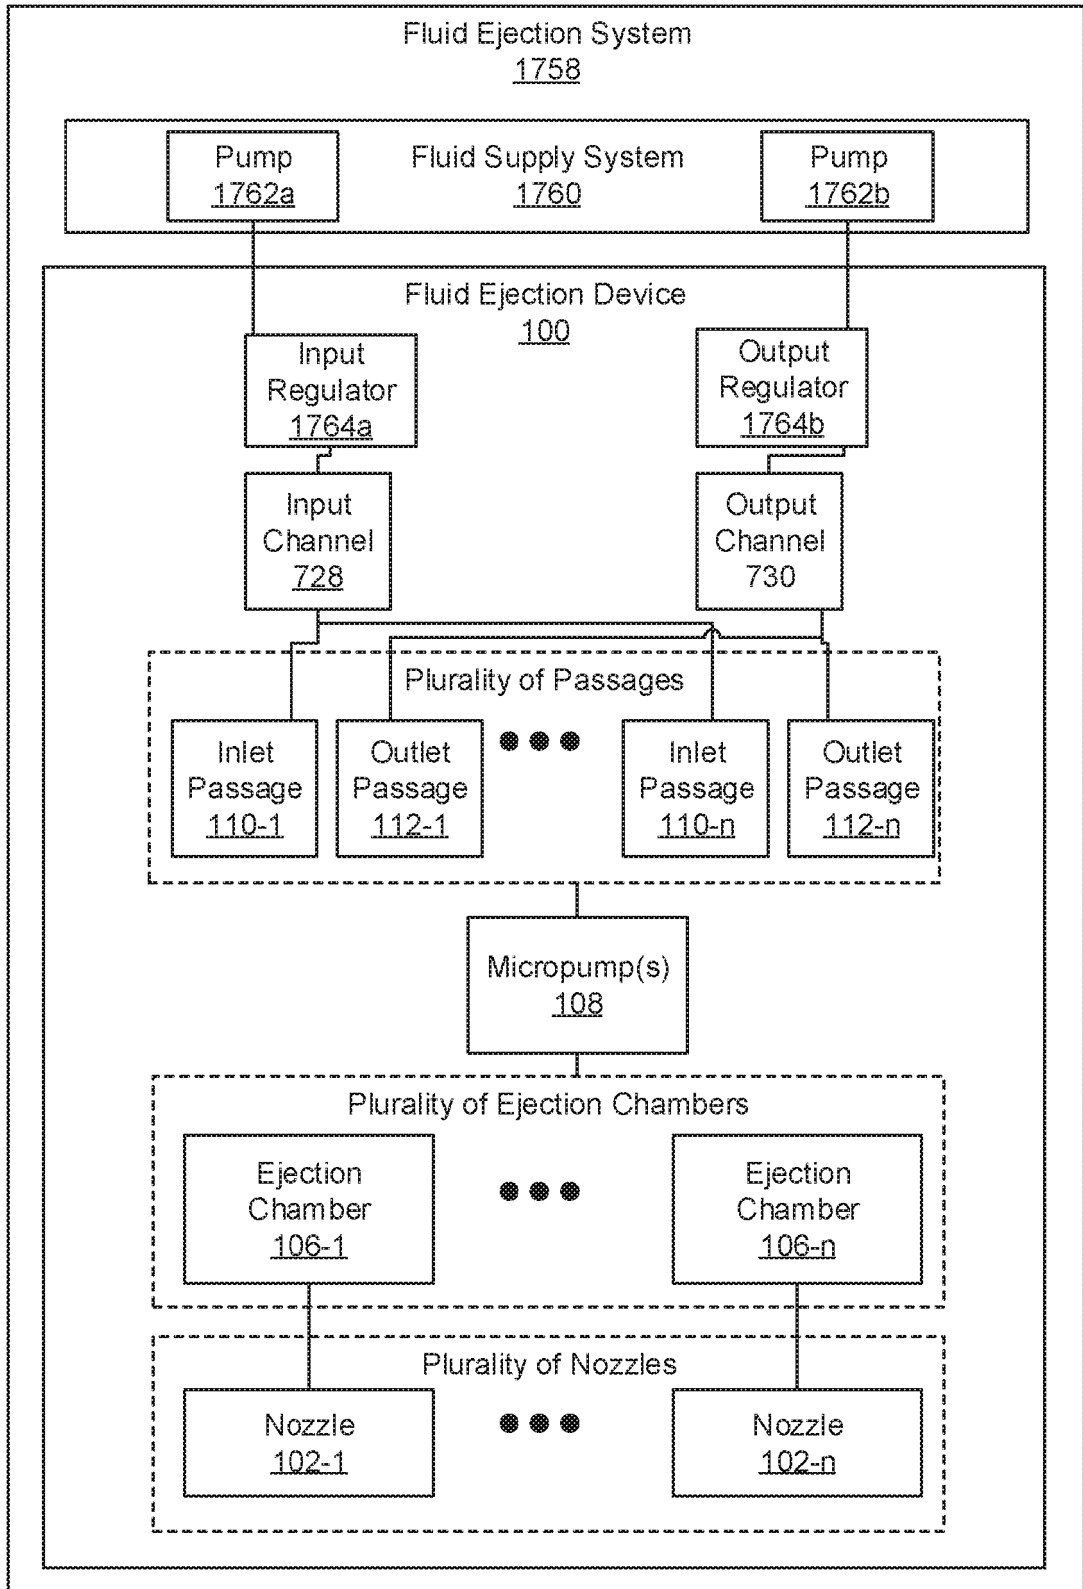 Fluid Ejection System
1758
Pump
1762a
Fluid Supply System
1760
Pump
1762b
Fluid Ejection Device
100
Input
Regulator
1764a
Output
Regulator
1764b
Input
Channel
728
Output
Channel
730
Plurality of Passages
Inlet
Passage
110-1
Outlet
Passage
112-1
Inlet
Passage
110-n
Outlet
Passage
112-n
Micropump(s)
108
Plurality of Ejection Chambers
Ejection
Chamber
106-1
Ejection
Chamber
106-n
Plurality of Nozzles
Nozzle
102-1
Nozzle
102-n